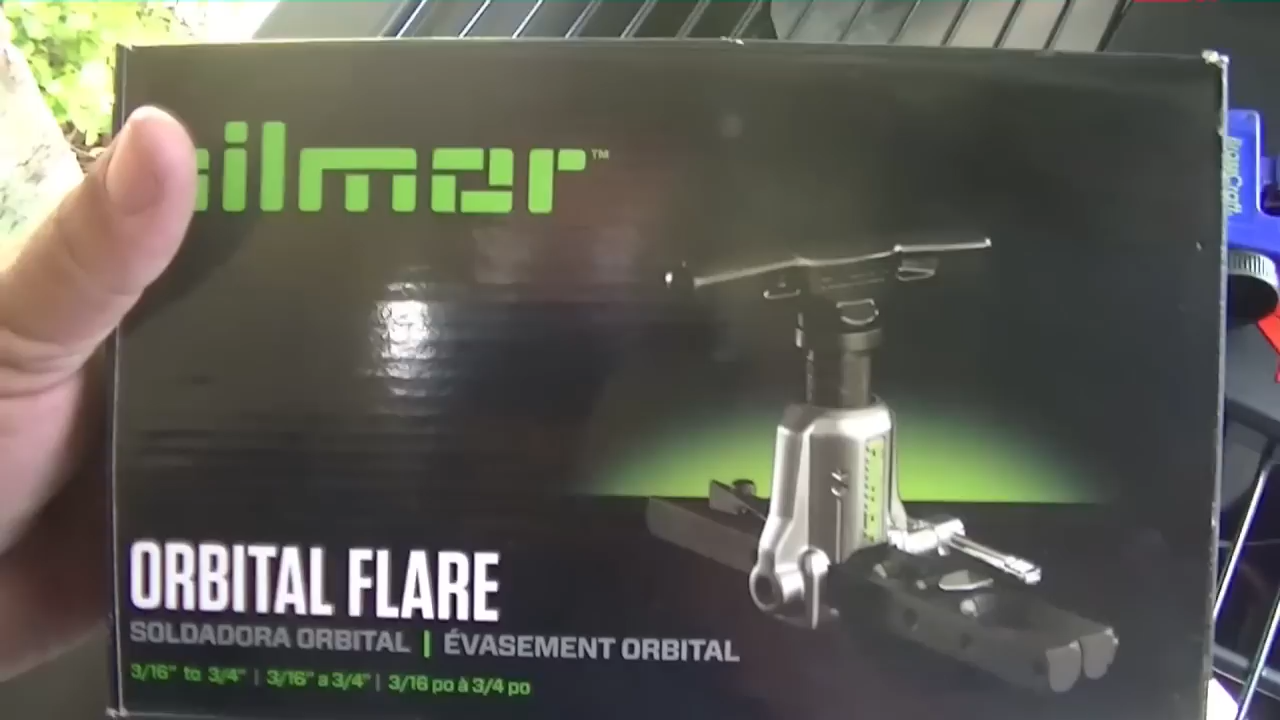 ilmor™
ORBITAL FLARE
SOLDADORA ORBITAL | ÉVASEMENT ORBITAL
3/16" to 3/4" | 3/16" a 3/4" | 3/16 po à 3/4 po